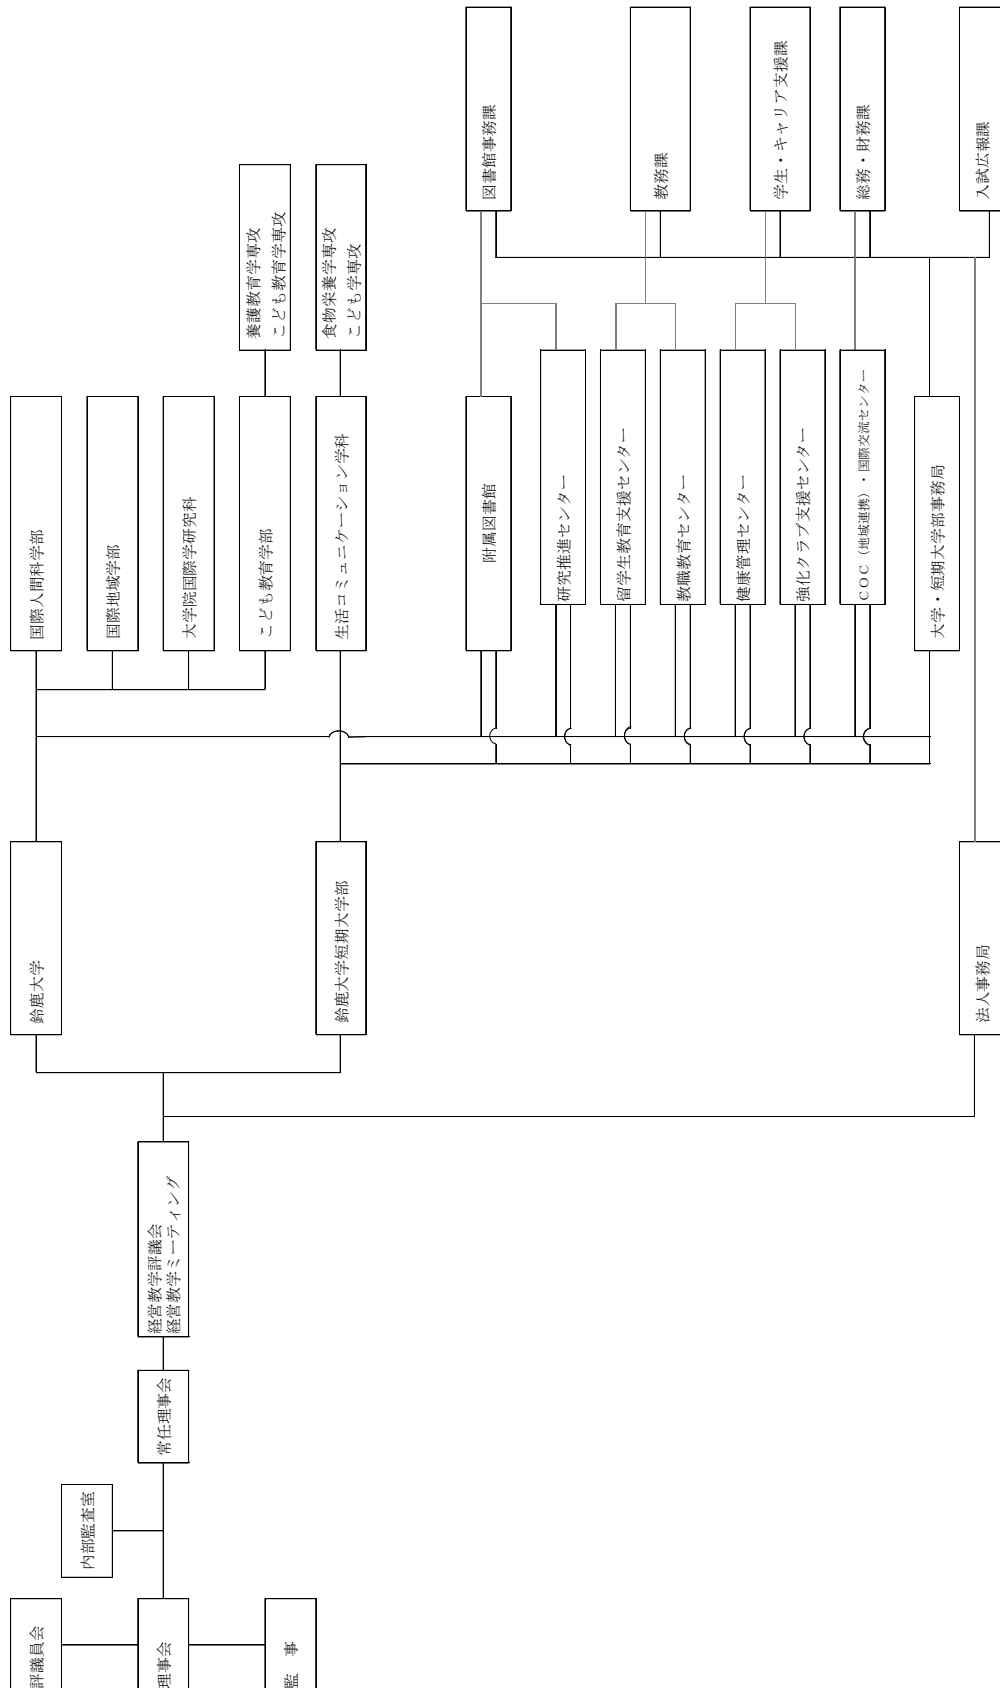 評議員会
理事会
監　事
内部監査室
常任理事会
経営教学評議会
経営教学ミーティング
鈴鹿大学
鈴鹿大学短期大学部
法人事務局
国際人間科学部
国際地域学部
大学院国際学研究科
こども教育学部
養護教育学専攻
こども教育学専攻
生活コミュニケーション学科
食物栄養学専攻
こども学専攻
附属図書館
研究推進センター
留学生教育支援センター
教職教育センター
健康管理センター
強化クラブ支援センター
COC（地域連携）・国際交流センター
大学・短期大学部事務局
図書館事務課
教務課
学生・キャリア支援課
総務・財務課
入試広報課